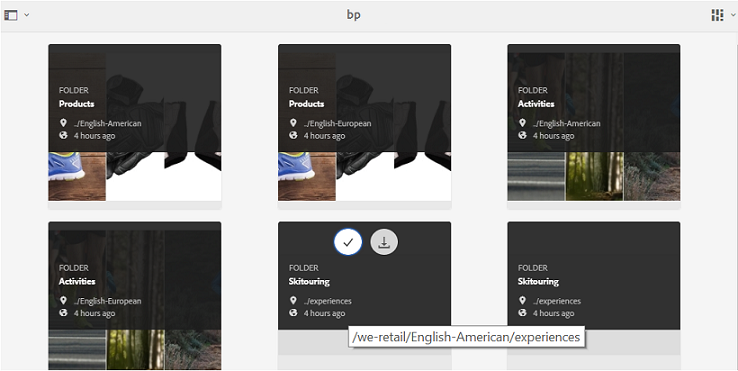 bp
FOLDER
Products
../English-American
4 hours ago
FOLDER
Products
../English-European
4 hours ago
FOLDER
Activities
../English-American
4 hours ago
FOLDER
Activities
../English-European
4 hours ago
FOLDER
Skitouring
../experiences
4 hours ago
/we-retail/English-American/experiences
FOLDER
Skitouring
../experiences
4 hours ago